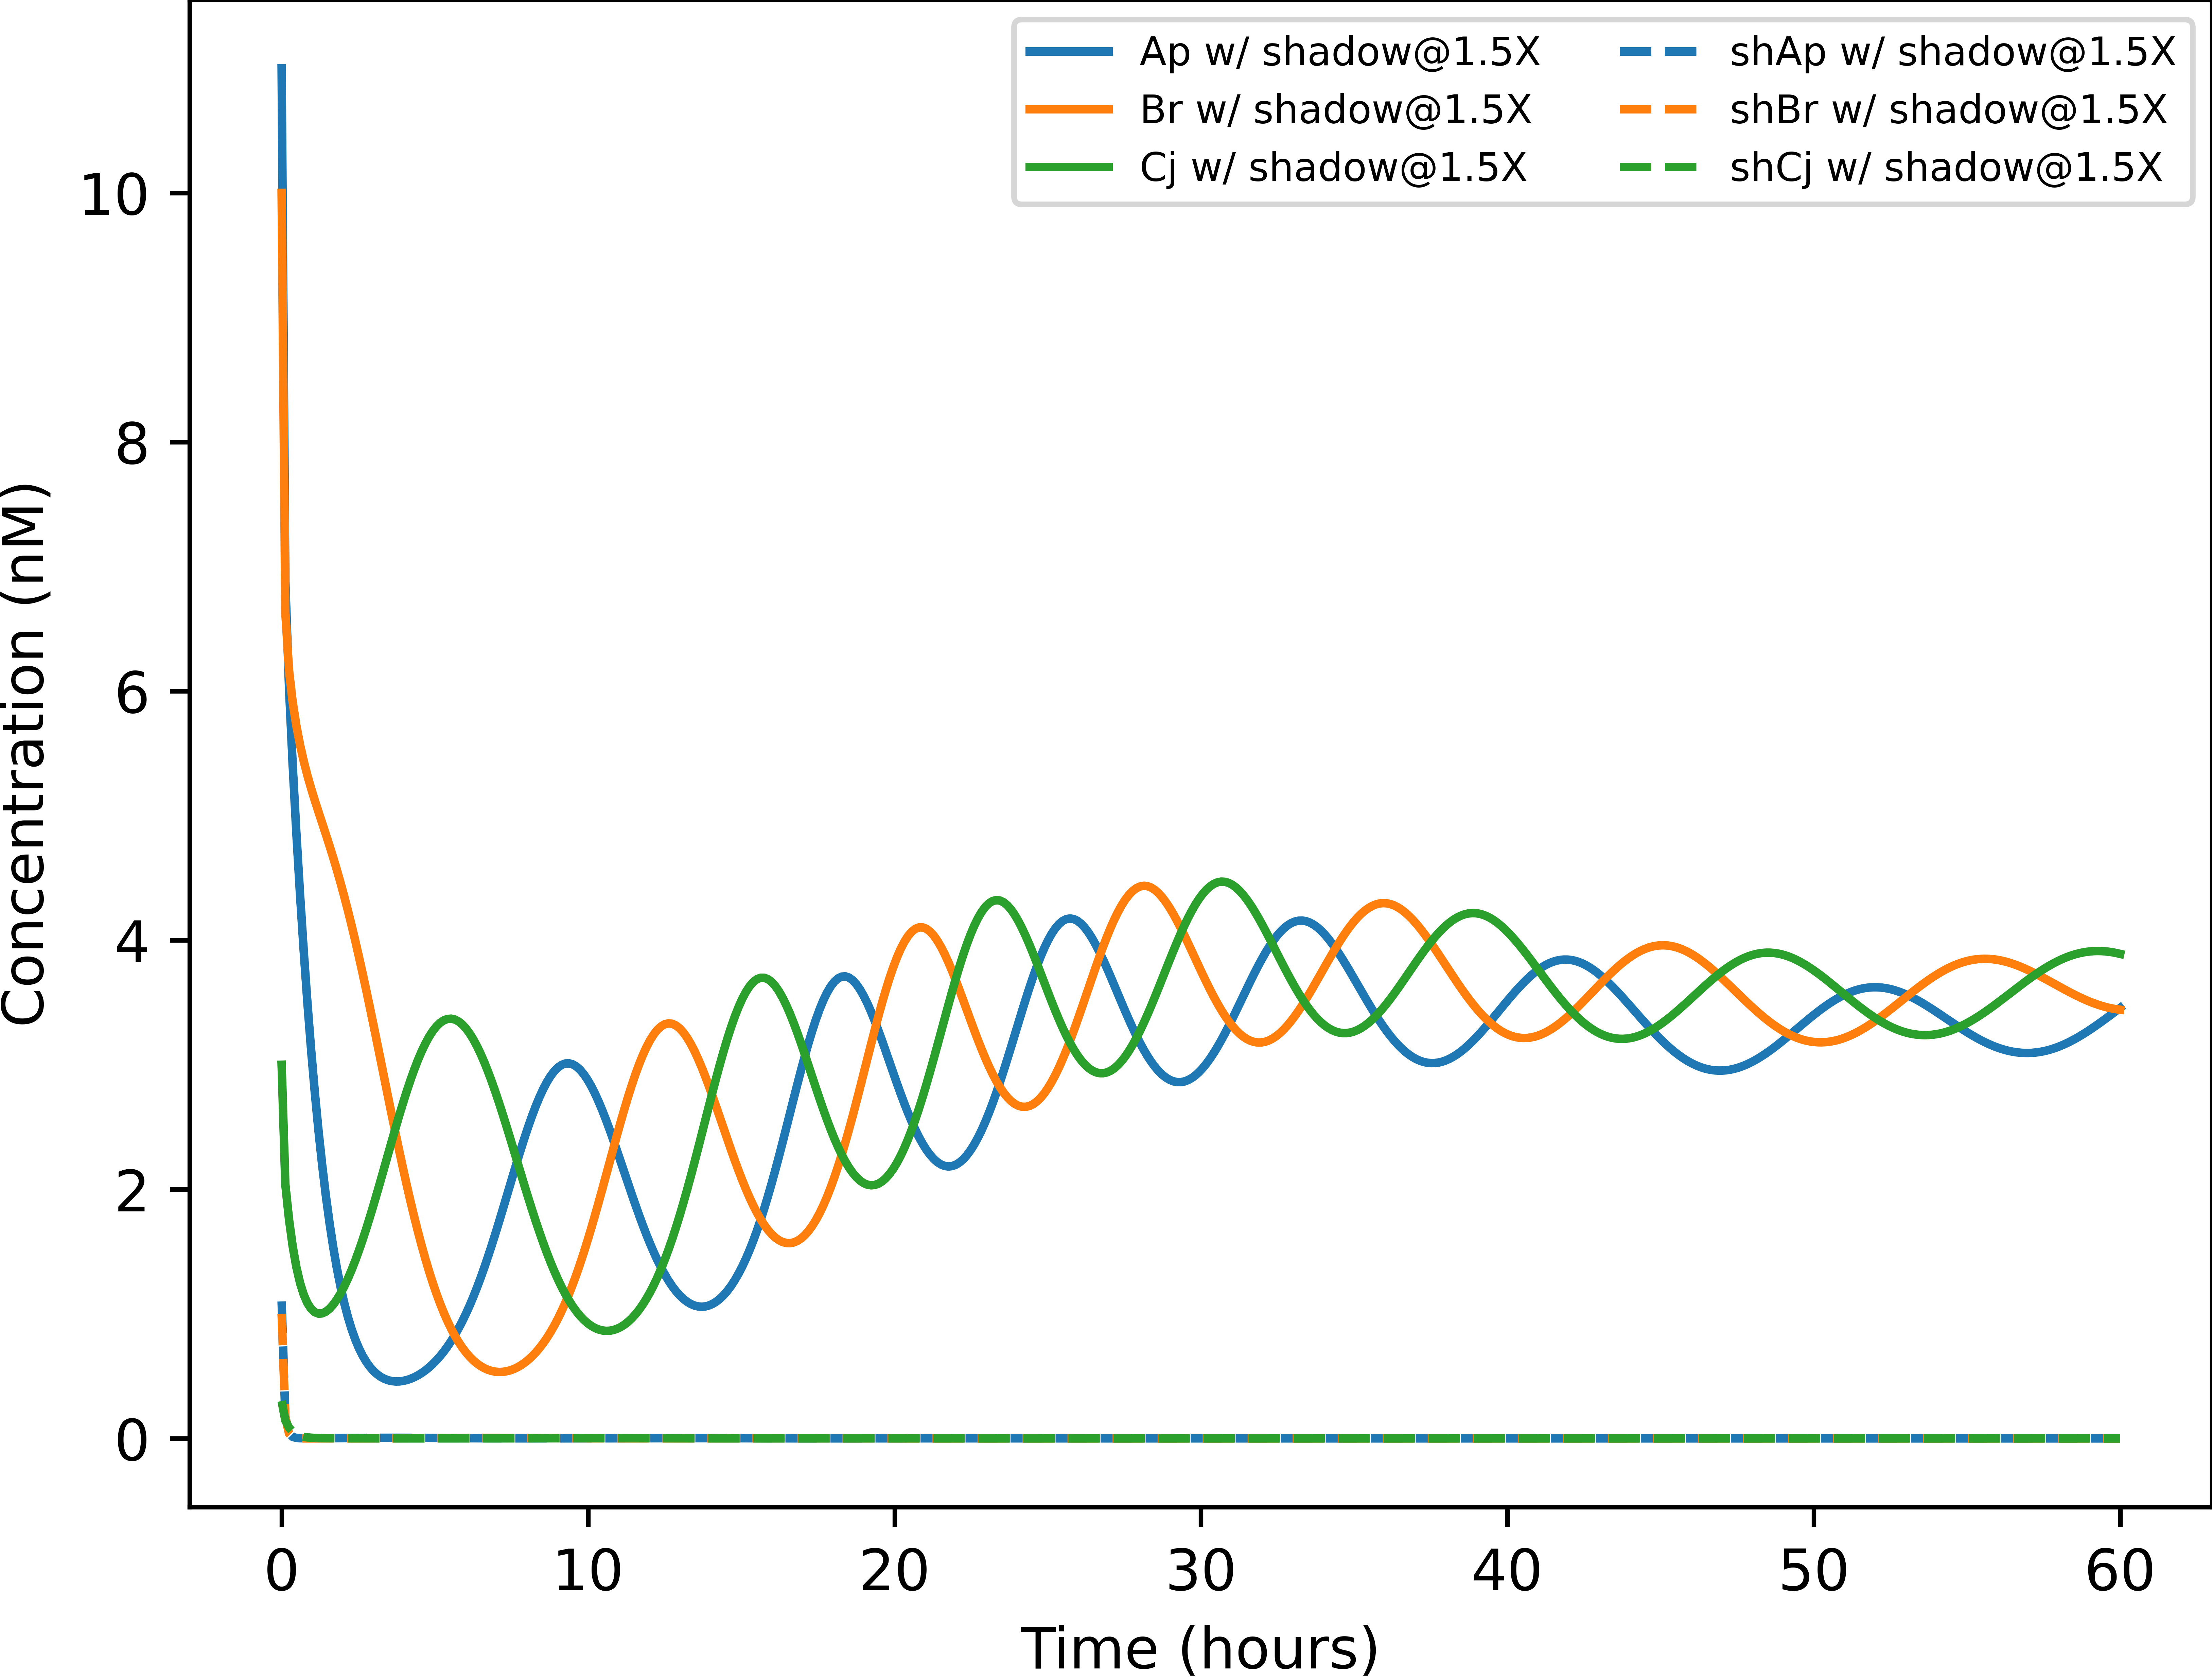 Ap w/ shadow@1.5X
Br w/ shadow@1.5X
Cj w/ shadow@1.5X
shAp w/ shadow@1.5X
shBr w/ shadow@1.5X
shCj w/ shadow@1.5X
Concentration (nM)
10
8
6
4
2
0
0
10
20
30
40
50
60
Time (hours)